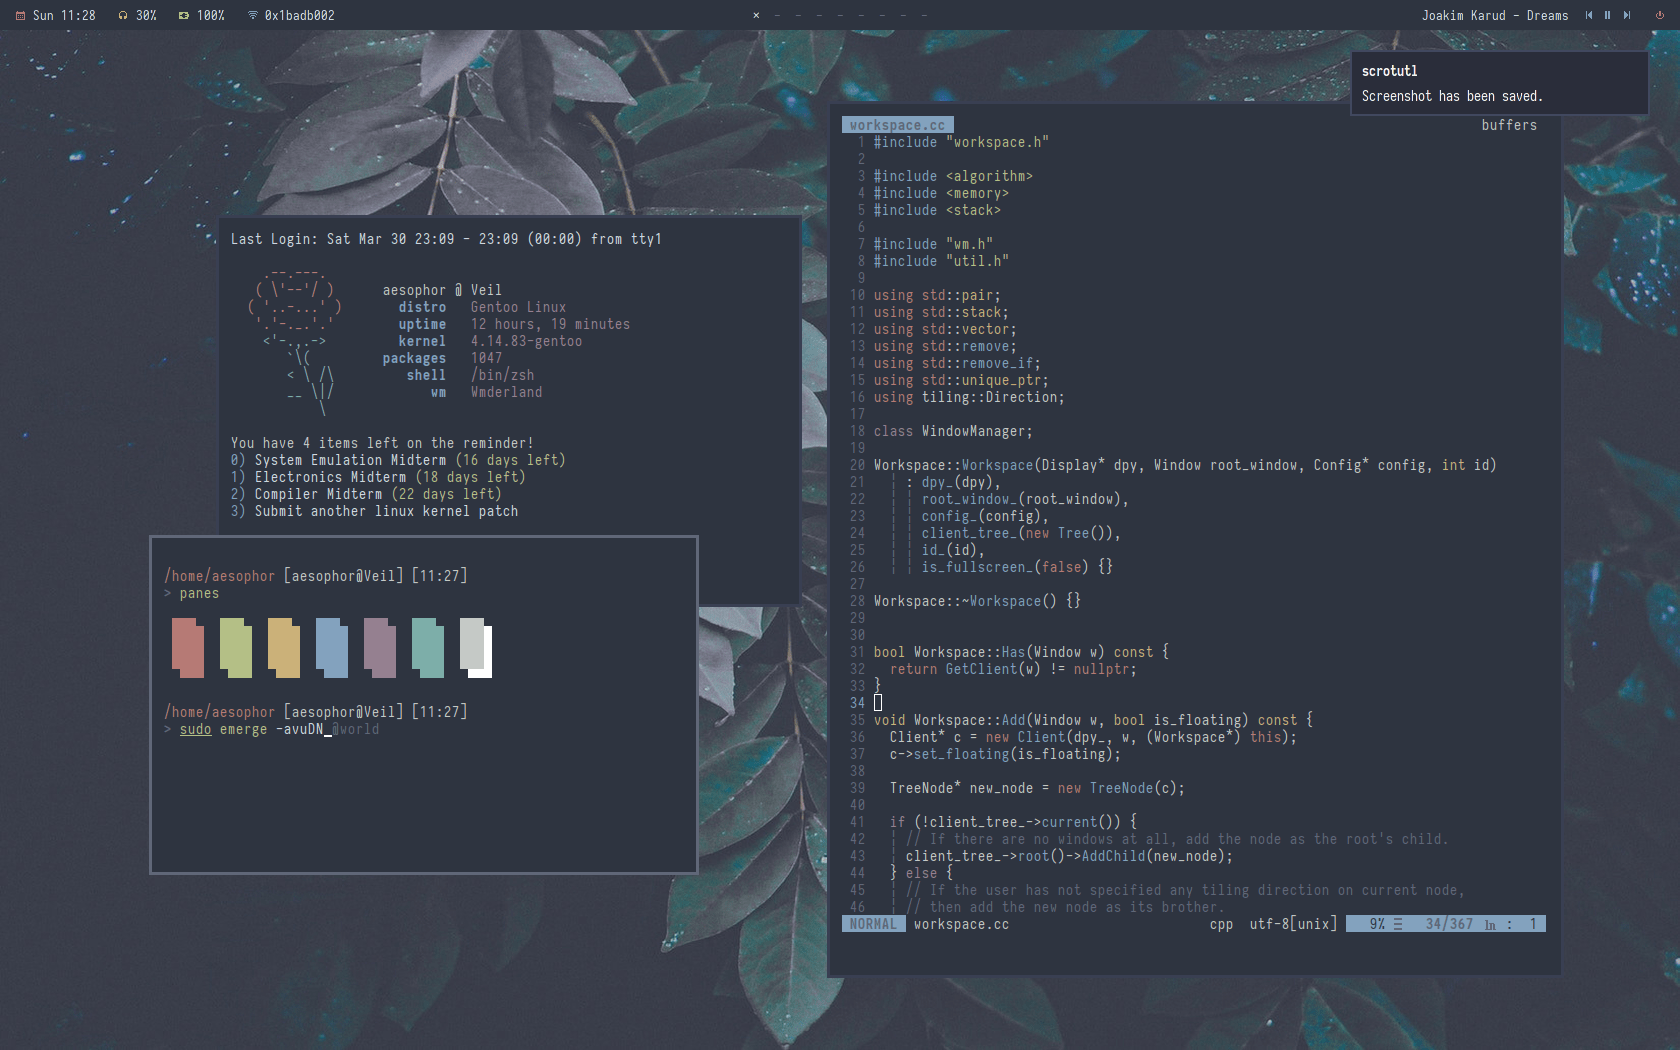 Sun 11:28 30% 100% 0x1badb002
× - - - - - - - -
Joakim Karud - Dreams
scrotutl
Screenshot has been saved.
Last Login: Sat Mar 30 23:09 - 23:09 (00:00) from tty1
aesophor @ Veil
distro Gentoo Linux
uptime 12 hours, 19 minutes
kernel 4.14.83-gentoo
packages 1047
shell /bin/zsh
wm Wmderland
You have 4 items left on the reminder!
0) System Emulation Midterm (16 days left)
1) Electronics Midterm (18 days left)
2) Compiler Midterm (22 days left)
3) Submit another linux kernel patch
/home/aesophor [aesophor@Veil] [11:27]
> panes
/home/aesophor [aesophor@Veil] [11:27]
> sudo emerge -avuDN_@world
workspace.cc buffers
1 #include "workspace.h"
2
3 #include <algorithm>
4 #include <memory>
5 #include <stack>
6
7 #include "wm.h"
8 #include "util.h"
9
10 using std::pair;
11 using std::stack;
12 using std::vector;
13 using std::remove;
14 using std::remove_if;
15 using std::unique_ptr;
16 using tiling::Direction;
17
18 class WindowManager;
19
20 Workspace::Workspace(Display* dpy, Window root_window, Config* config, int id)
21 : dpy_(dpy),
22 root_window_(root_window),
23 config_(config),
24 client_tree_(new Tree()),
25 id_(id),
26 is_fullscreen_(false) {}
27
28 Workspace::~Workspace() {}
29
30
31 bool Workspace::Has(Window w) const {
32 return GetClient(w) != nullptr;
33 }
34
35 void Workspace::Add(Window w, bool is_floating) const {
36 Client* c = new Client(dpy_, w, (Workspace*) this);
37 c->set_floating(is_floating);
38
39 TreeNode* new_node = new TreeNode(c);
40
41 if (!client_tree_->current()) {
42 // If there are no windows at all, add the node as the root's child.
43 client_tree_->root()->AddChild(new_node);
44 } else {
45 // If the user has not specified any tiling direction on current node,
46 // then add the new node as its brother.
NORMAL workspace.cc cpp utf-8[unix] 9% ☰ 34/367 ln : 1